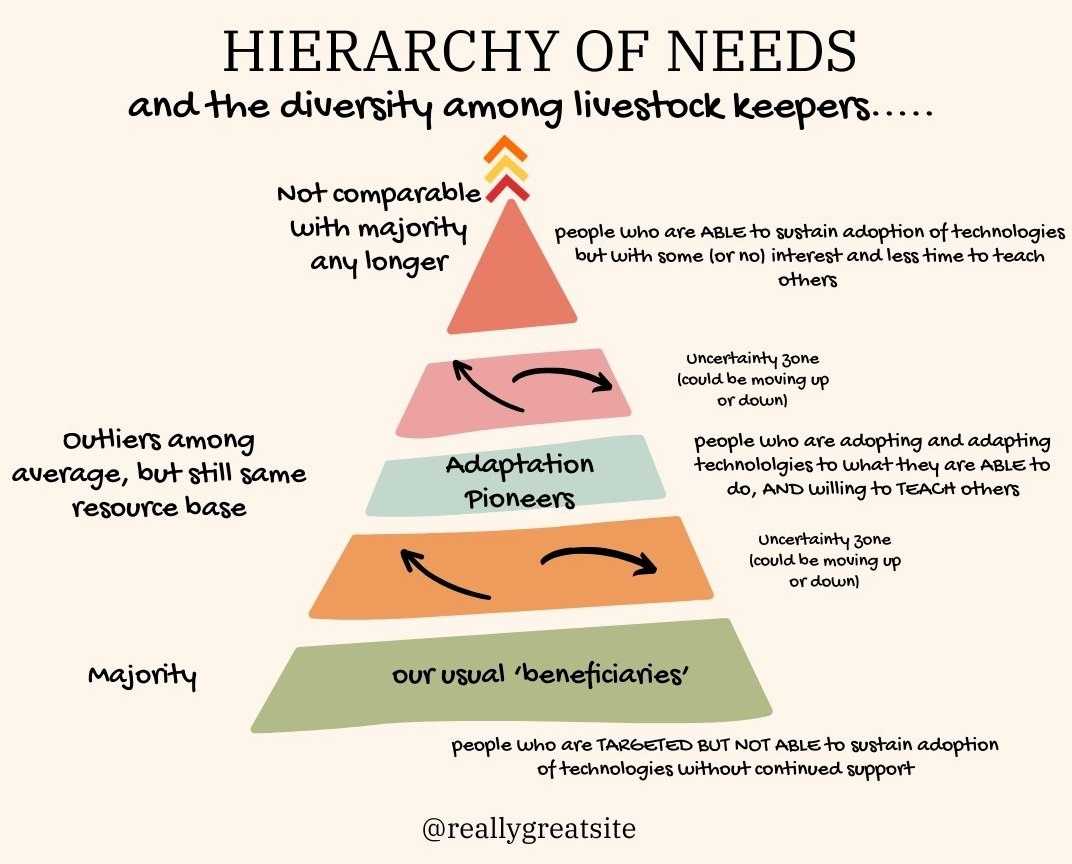 HIERARCHY OF NEEDS
and the diversity among livestock keepers.....
Not comparable
with majority
any longer
people who are ABLE to sustain adoption of technologies
but with some (or no) interest and less time to teach
others
Uncertainty zone
(could be moving up
or down)
Outliers among
average, but still same
resource base
Adaptation
Pioneers
people who are adopting and adapting
technololgies to what they are ABLE to
do, AND willing to TEACH others
Uncertainty zone
(could be moving up
or down)
Majority
our usual 'beneficiaries'
people who are TARGETED BUT NOT ABLE to sustain adoption
of technologies without continued support
@reallygreatsite